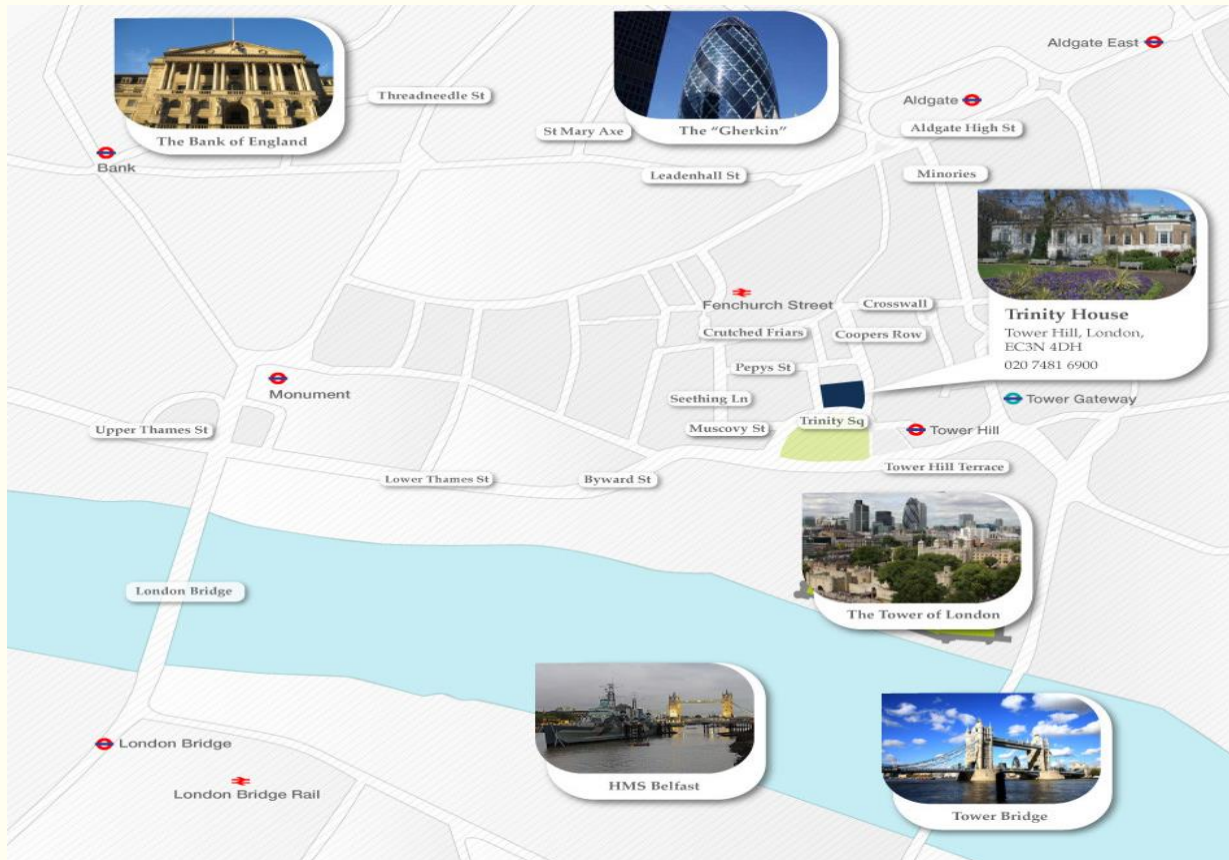 Aldgate East
Threadneedle St
Aldgate
St Mary Axe
The "Gherkin"
Aldgate High St
The Bank of England
Bank
Leadenhall St
Minories
Fenchurch Street
Crosswall
Trinity House
Tower Hill, London,
EC3N 4DH
020 7481 6900
Crutched Friars
Coopers Row
Pepys St
Monument
Seething Ln
Tower Gateway
Upper Thames St
Muscovy St
Trinity Sq
Tower Hill
Tower Hill Terrace
Lower Thames St
Byward St
London Bridge
The Tower of London
London Bridge
London Bridge Rail
HMS Belfast
Tower Bridge